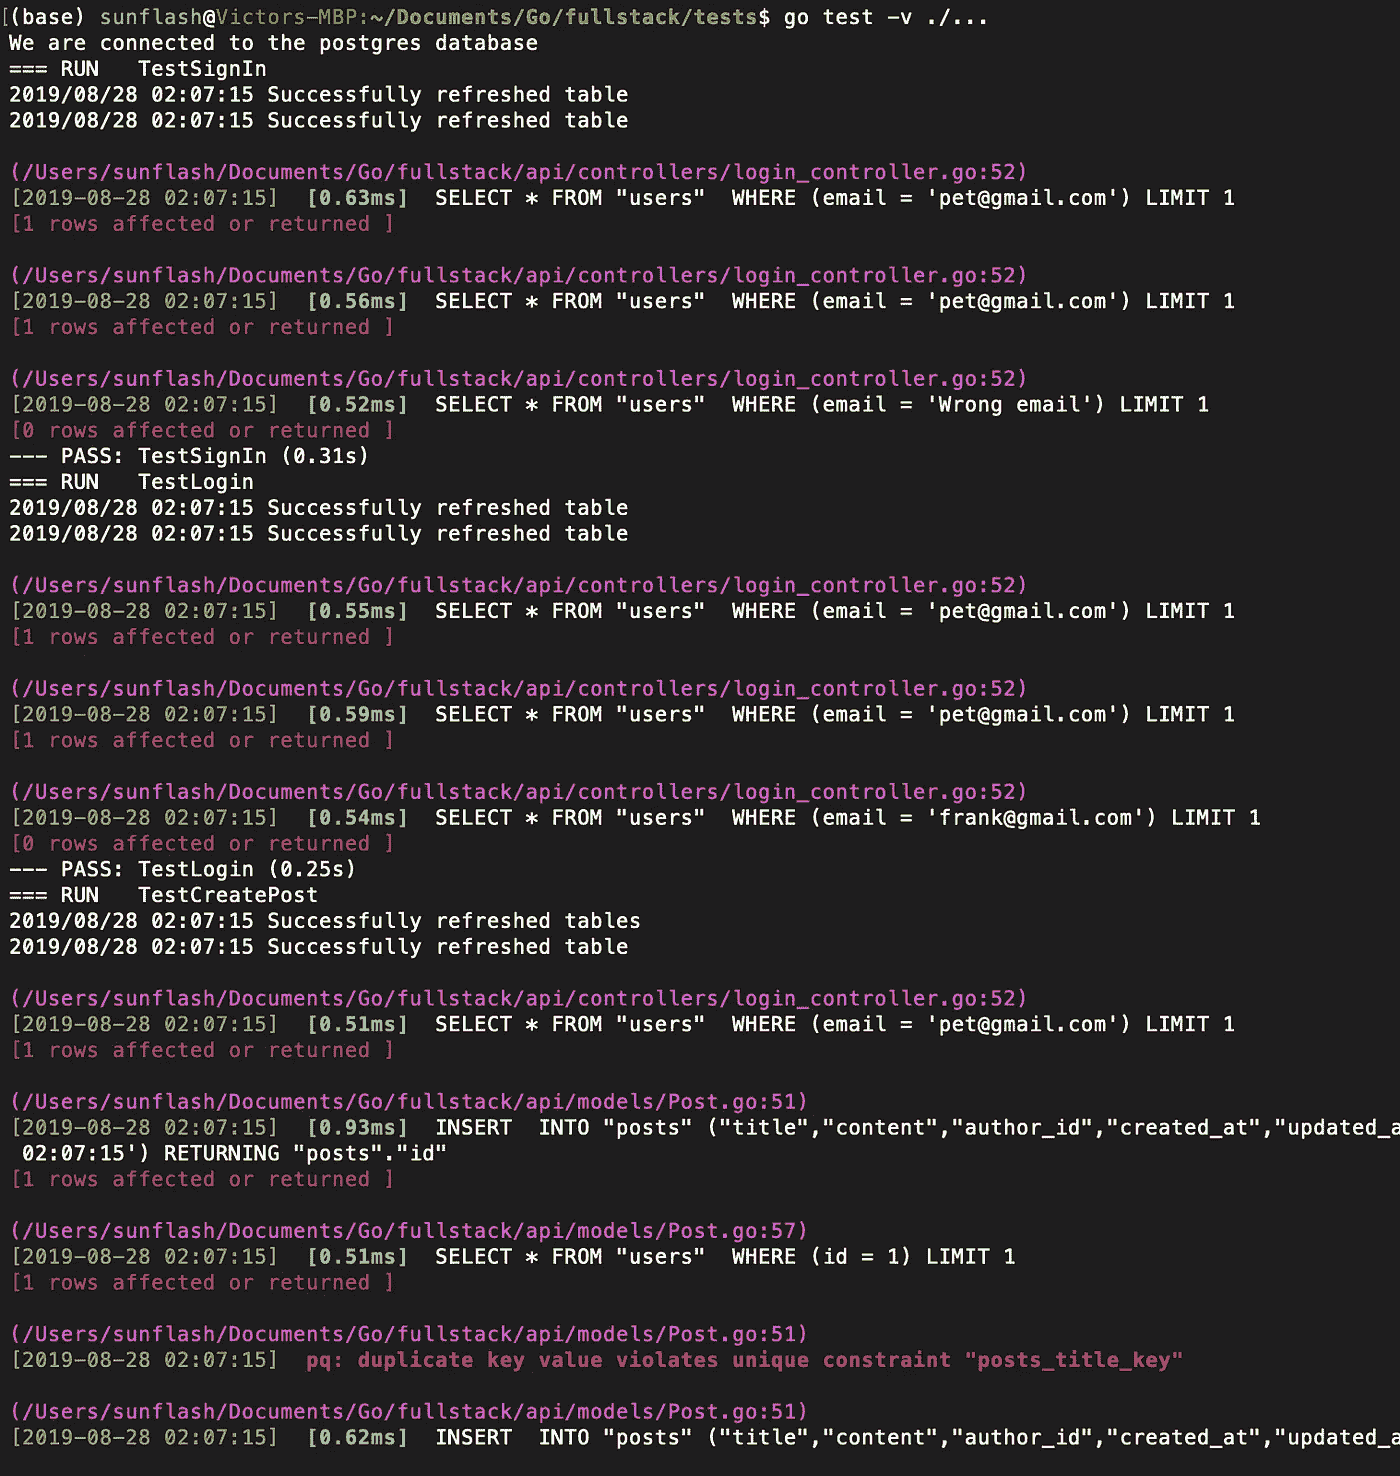 [(base) sunflash@Victors-MBP:~/Documents/Go/fullstack/tests$ go test -v ./...
We are connected to the postgres database
=== RUN   TestSignIn
2019/08/28 02:07:15 Successfully refreshed table
2019/08/28 02:07:15 Successfully refreshed table
(/Users/sunflash/Documents/Go/fullstack/api/controllers/login_controller.go:52)
[2019-08-28 02:07:15]  [0.63ms]  SELECT * FROM "users"  WHERE (email = 'pet@gmail.com') LIMIT 1
[1 rows affected or returned ]
(/Users/sunflash/Documents/Go/fullstack/api/controllers/login_controller.go:52)
[2019-08-28 02:07:15]  [0.56ms]  SELECT * FROM "users"  WHERE (email = 'pet@gmail.com') LIMIT 1
[1 rows affected or returned ]
(/Users/sunflash/Documents/Go/fullstack/api/controllers/login_controller.go:52)
[2019-08-28 02:07:15]  [0.52ms]  SELECT * FROM "users"  WHERE (email = 'Wrong email') LIMIT 1
[0 rows affected or returned ]
--- PASS: TestSignIn (0.31s)
=== RUN   TestLogin
2019/08/28 02:07:15 Successfully refreshed table
2019/08/28 02:07:15 Successfully refreshed table
(/Users/sunflash/Documents/Go/fullstack/api/controllers/login_controller.go:52)
[2019-08-28 02:07:15]  [0.55ms]  SELECT * FROM "users"  WHERE (email = 'pet@gmail.com') LIMIT 1
[1 rows affected or returned ]
(/Users/sunflash/Documents/Go/fullstack/api/controllers/login_controller.go:52)
[2019-08-28 02:07:15]  [0.59ms]  SELECT * FROM "users"  WHERE (email = 'pet@gmail.com') LIMIT 1
[1 rows affected or returned ]
(/Users/sunflash/Documents/Go/fullstack/api/controllers/login_controller.go:52)
[2019-08-28 02:07:15]  [0.54ms]  SELECT * FROM "users"  WHERE (email = 'frank@gmail.com') LIMIT 1
[0 rows affected or returned ]
--- PASS: TestLogin (0.25s)
=== RUN   TestCreatePost
2019/08/28 02:07:15 Successfully refreshed tables
2019/08/28 02:07:15 Successfully refreshed table
(/Users/sunflash/Documents/Go/fullstack/api/controllers/login_controller.go:52)
[2019-08-28 02:07:15]  [0.51ms]  SELECT * FROM "users"  WHERE (email = 'pet@gmail.com') LIMIT 1
[1 rows affected or returned ]
(/Users/sunflash/Documents/Go/fullstack/api/models/Post.go:51)
[2019-08-28 02:07:15]  [0.93ms]  INSERT  INTO "posts" ("title","content","author_id","created_at","updated_a
02:07:15') RETURNING "posts"."id"
[1 rows affected or returned ]
(/Users/sunflash/Documents/Go/fullstack/api/models/Post.go:57)
[2019-08-28 02:07:15]  [0.51ms]  SELECT * FROM "users"  WHERE (id = 1) LIMIT 1
[1 rows affected or returned ]
(/Users/sunflash/Documents/Go/fullstack/api/models/Post.go:51)
[2019-08-28 02:07:15]  pq: duplicate key value violates unique constraint "posts_title_key"
(/Users/sunflash/Documents/Go/fullstack/api/models/Post.go:51)
[2019-08-28 02:07:15]  [0.62ms]  INSERT  INTO "posts" ("title","content","author_id","created_at","updated_a